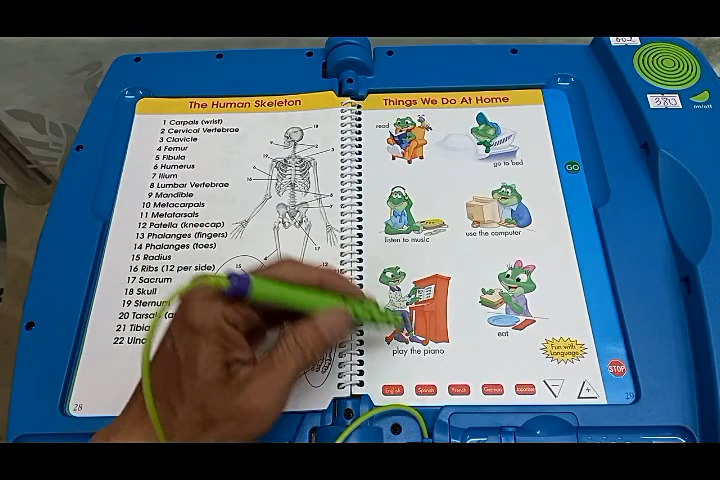 The Human Skeleton
1 Carpals (wrist)
2 Cervical Vertebrae
3 Clavicle
4 Femur
5 Fibula
6 Humerus
7 Ilium
8 Lumbar Vertebrae
9 Mandible
10 Metacarpals
11 Metatarsals
12 Patella (kneecap)
13 Phalanges (fingers)
14 Phalanges (toes)
15 Radius
16 Ribs (12 per side)
17 Sacrum
18 Skull
19 Sternum
20 Tarsals
21 Tibia
22 Ulna
28
Things We Do At Home
read
go to bed
listen to music
use the computer
play the piano
eat
Fun with
Language
English Spanish French German Japanese
29
GO
STOP
380
on/off